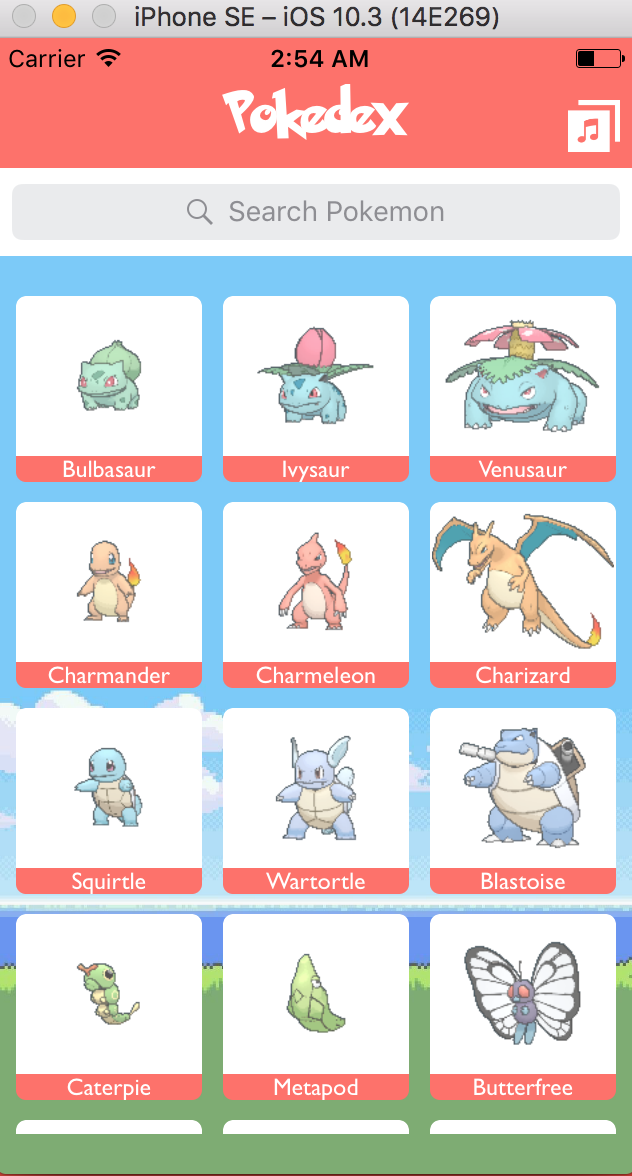 iPhone SE – iOS 10.3 (14E269)
Carrier 2:54 AM
Pokedex
Search Pokemon
Bulbasaur Ivysaur Venusaur
Charmander Charmeleon Charizard
Squirtle Wartortle Blastoise
Caterpie Metapod Butterfree